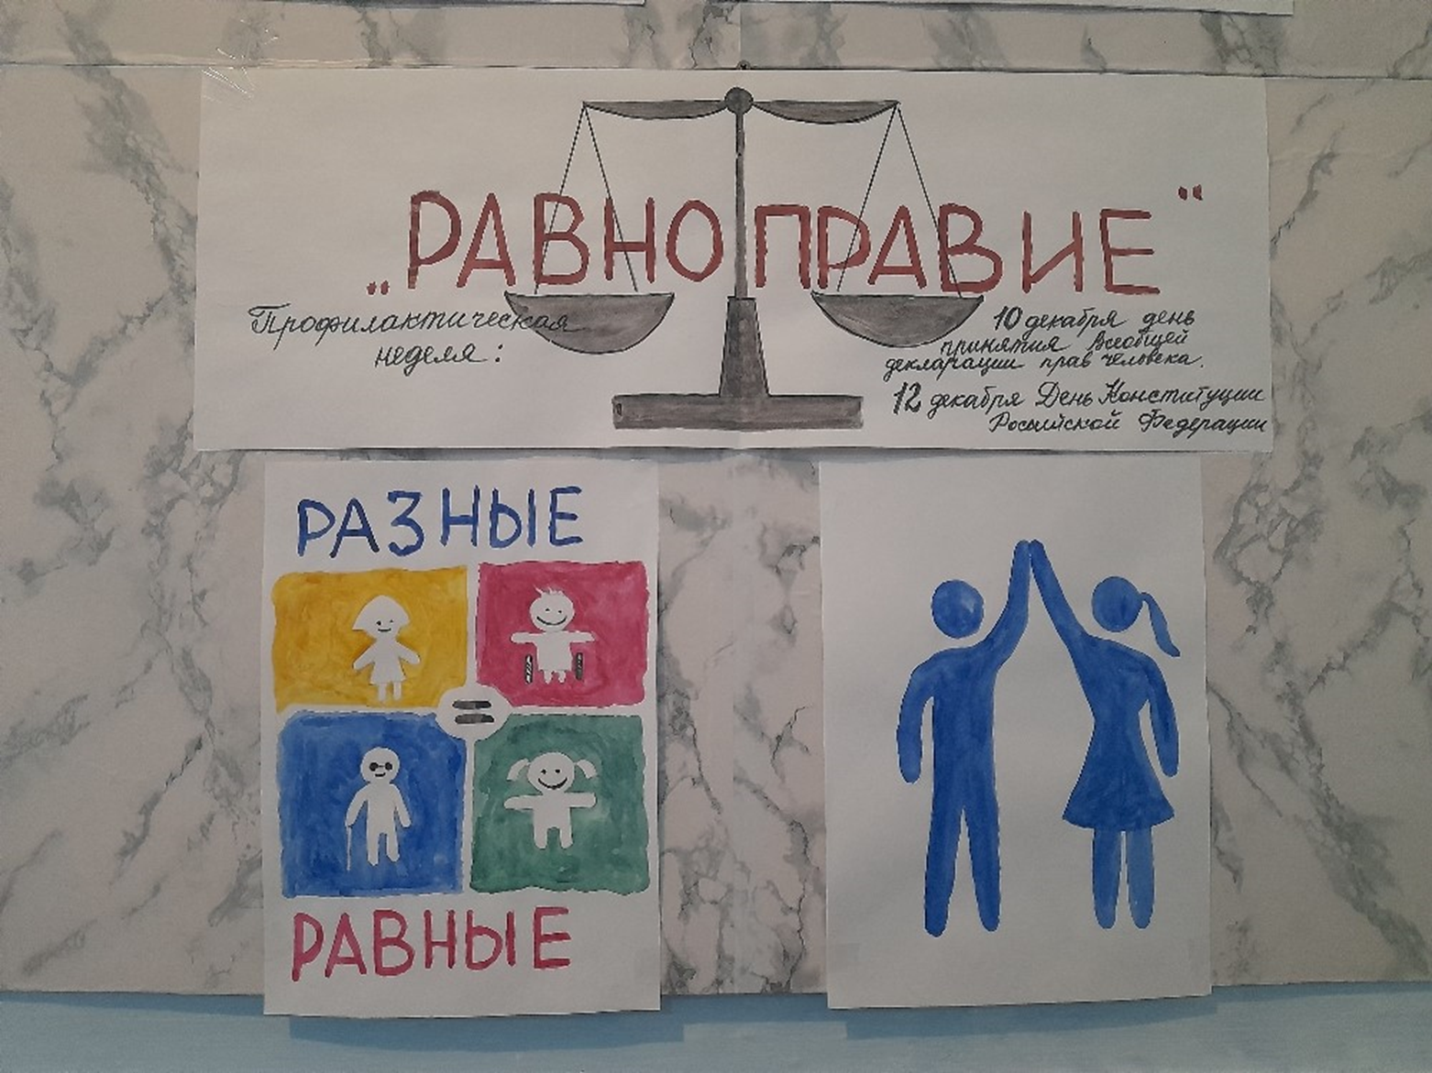 „РАВНОПРАВИЕ"
Профилактическая
неделя:
10 декабря день
принятия Всеобщей
декларации прав человека.
12 декабря День Конституции
Российской Федерации
РАЗНЫЕ
=
РАВНЫЕ